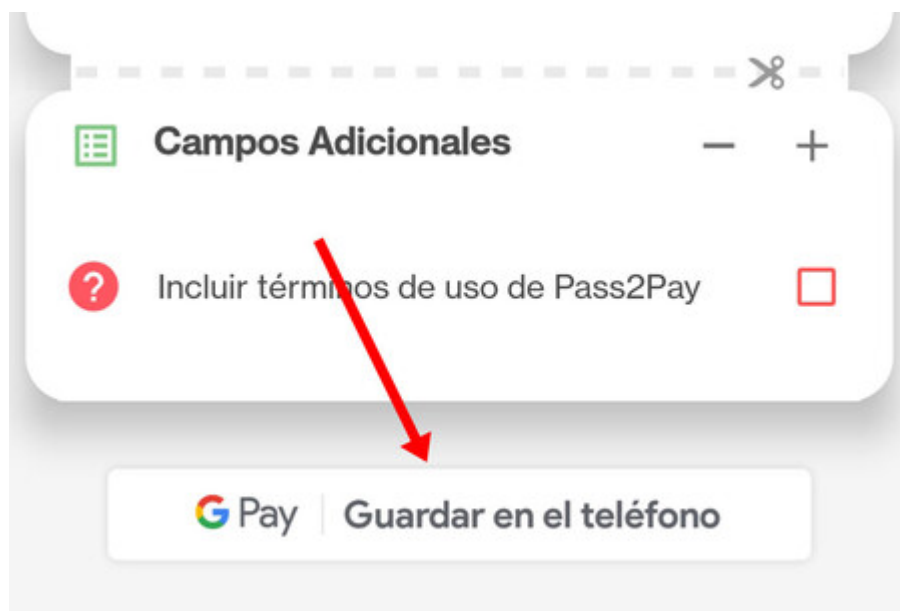 Campos Adicionales
Incluir términos de uso de Pass2Pay
G Pay Guardar en el teléfono